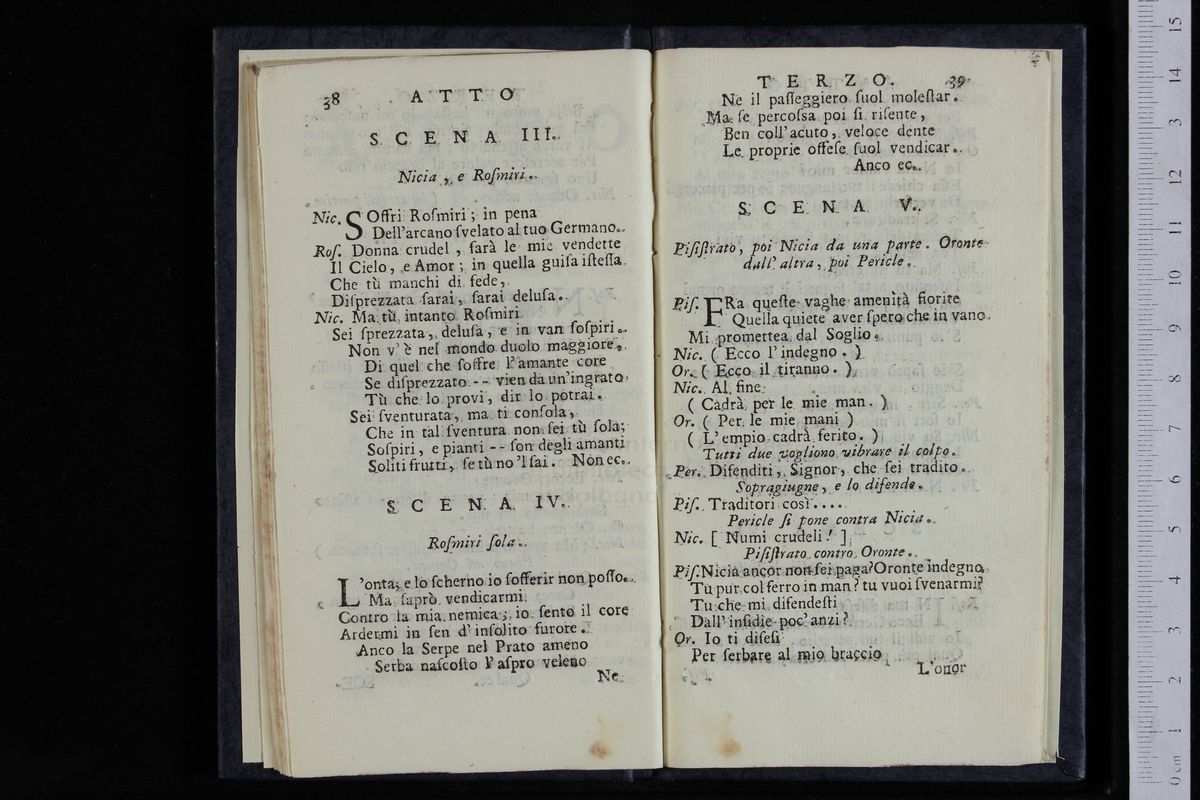 38 ATTO
SCENA III.
Nicia, e Roſmiri.
Nic. SOffri Roſmiri; in pena
Dell'arcano ſvelato al tuo Germano.
Roſ. Donna crudel, ſarà le mie vendette
Il Cielo, e Amor; in quella guiſa iſteſſa
Che tù manchi di fede,
Diſprezzata ſarai, ſarai deluſa.
Nic. Ma tù intanto Roſmiri
Sei ſprezzata, deluſa, e in van ſoſpiri.
Non v'è nel mondo duolo maggiore,
Di quel che ſoffre l'amante core
Se diſprezzato -- vien da un'ingrato
Tù che lo provi, dir lo potrai.
Sei ſventurata, ma ti conſola,
Che in tal ſventura non ſei tù ſola;
Soſpiri, e pianti -- ſon degli amanti
Soliti frutti, ſe tù no'l ſai. Non ec.
SCENA IV.
Roſmiri ſola.
L'onta, e lo ſcherno io ſofferir non poſſo.
Ma ſaprò vendicarmi
Contro la mia nemica; io ſento il core
Ardermi in ſen d'inſolito furore.
Anco la Serpe nel Prato ameno
Serba naſcoſto l'aſpro veleno
Ne
TERZO. 39
Ne il paſſeggiero ſuol moleſtar.
Ma ſe percoſsa poi ſi riſente,
Ben coll'acuto, veloce dente
Le proprie offeſe ſuol vendicar.
Anco ec.
SCENA V.
Piſiſtrato, poi Nicia da una parte. Oronte
dall'altra, poi Pericle.
Piſ. FRa queſte vaghe amenità fiorite
Quella quiete aver ſpero che in vano
Mi promettea dal Soglio.
Nic. (Ecco l'indegno.)
Or. (Ecco il tiranno.)
Nic. Al fine
(Cadrà per le mie man.)
Or. (Per le mie mani)
(L'empio cadrà ferito.)
Tutti due vogliono vibrare il colpo.
Per. Difenditi, Signor, che ſei tradito.
Sopragiugne, e lo difende.
Piſ. Traditori così....
Pericle ſi pone contra Nicia.
Nic. [Numi crudeli!]
Piſiſtrato contro Oronte.
Piſ. Nicia ancor non ſei paga? Oronte indegno,
Tu pur col ferro in man? tu vuoi ſvenarmi?
Tu che mi difendeſti
Dall'inſidie poc'anzi?
Or. Io ti difeſi
Per ſerbare al mio braccio
L'onor